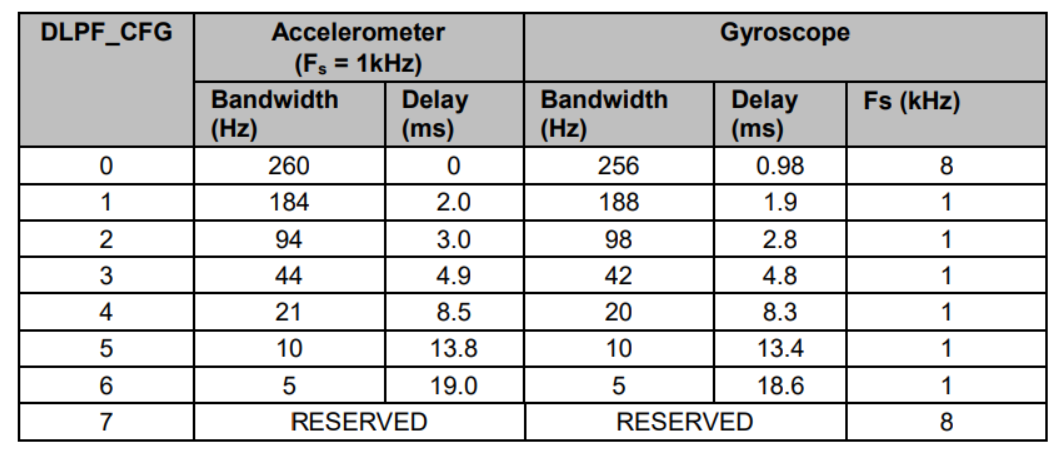 DLPF_CFG Accelerometer (Fs = 1kHz) Gyroscope
Bandwidth (Hz) Delay (ms) Bandwidth (Hz) Delay (ms) Fs (kHz)
0 260 0 256 0.98 8
1 184 2.0 188 1.9 1
2 94 3.0 98 2.8 1
3 44 4.9 42 4.8 1
4 21 8.5 20 8.3 1
5 10 13.8 10 13.4 1
6 5 19.0 5 18.6 1
7 RESERVED RESERVED 8